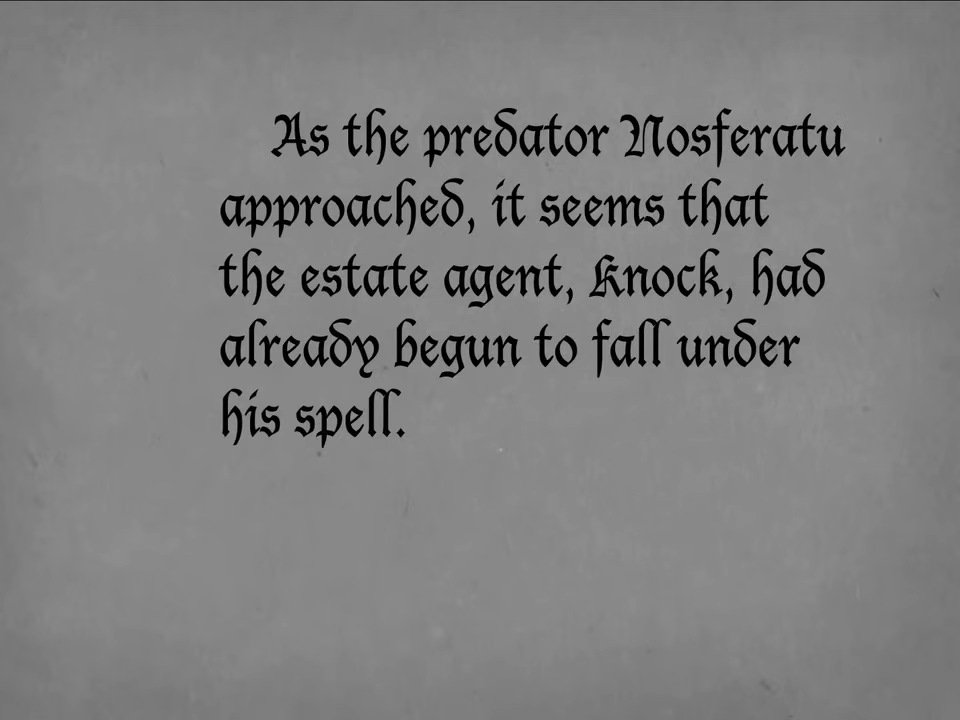 As the predator Nosferatu
approached, it seems that
the estate agent, Knock, had
already begun to fall under
his spell.